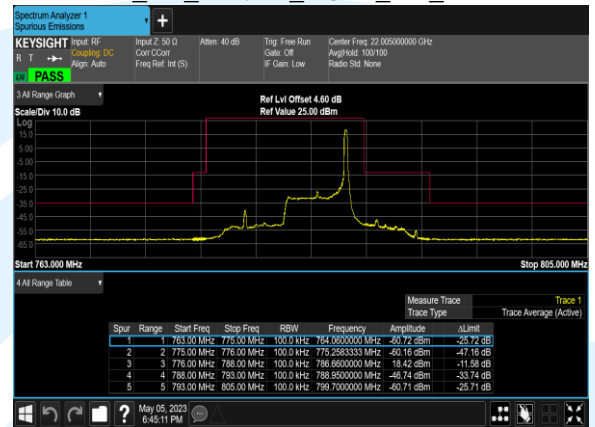 Spectrum Analyzer 1
Spurious Emissions
+
KEYSIGHT Input: RF Input Z: 50 Ω Atten: 40 dB Trig: Free Run Center Freq: 22.005000000 GHz
R T Coupling: DC Corr CCorr Gate: Off Avg|Hold: 100/100
Align: Auto Freq Ref: Int (S) IF Gain: Low Radio Std: None
LV PASS
3 All Range Graph
Ref Lvl Offset 4.60 dB
Scale/Div 10.0 dB Ref Value 25.00 dBm
Log
15.0
5.00
-5.00
-15.0
-25.0
-35.0
-45.0
-55.0
-65.0
Start 763.000 MHz Stop 805.000 MHz
4 All Range Table
Measure Trace Trace 1
Trace Type Trace Average (Active)
Spur Range Start Freq Stop Freq RBW Frequency Amplitude ΔLimit
1 1 763.00 MHz 775.00 MHz 100.0 kHz 764.0600000 MHz -60.72 dBm -25.72 dB
2 2 775.00 MHz 776.00 MHz 100.0 kHz 775.2583333 MHz -60.16 dBm -47.16 dB
3 3 776.00 MHz 788.00 MHz 100.0 kHz 786.6600000 MHz 18.42 dBm -11.58 dB
4 4 788.00 MHz 793.00 MHz 100.0 kHz 788.9500000 MHz -46.74 dBm -33.74 dB
5 5 793.00 MHz 805.00 MHz 100.0 kHz 799.7000000 MHz -60.71 dBm -25.71 dB
? May 05, 2023
6:45:11 PM